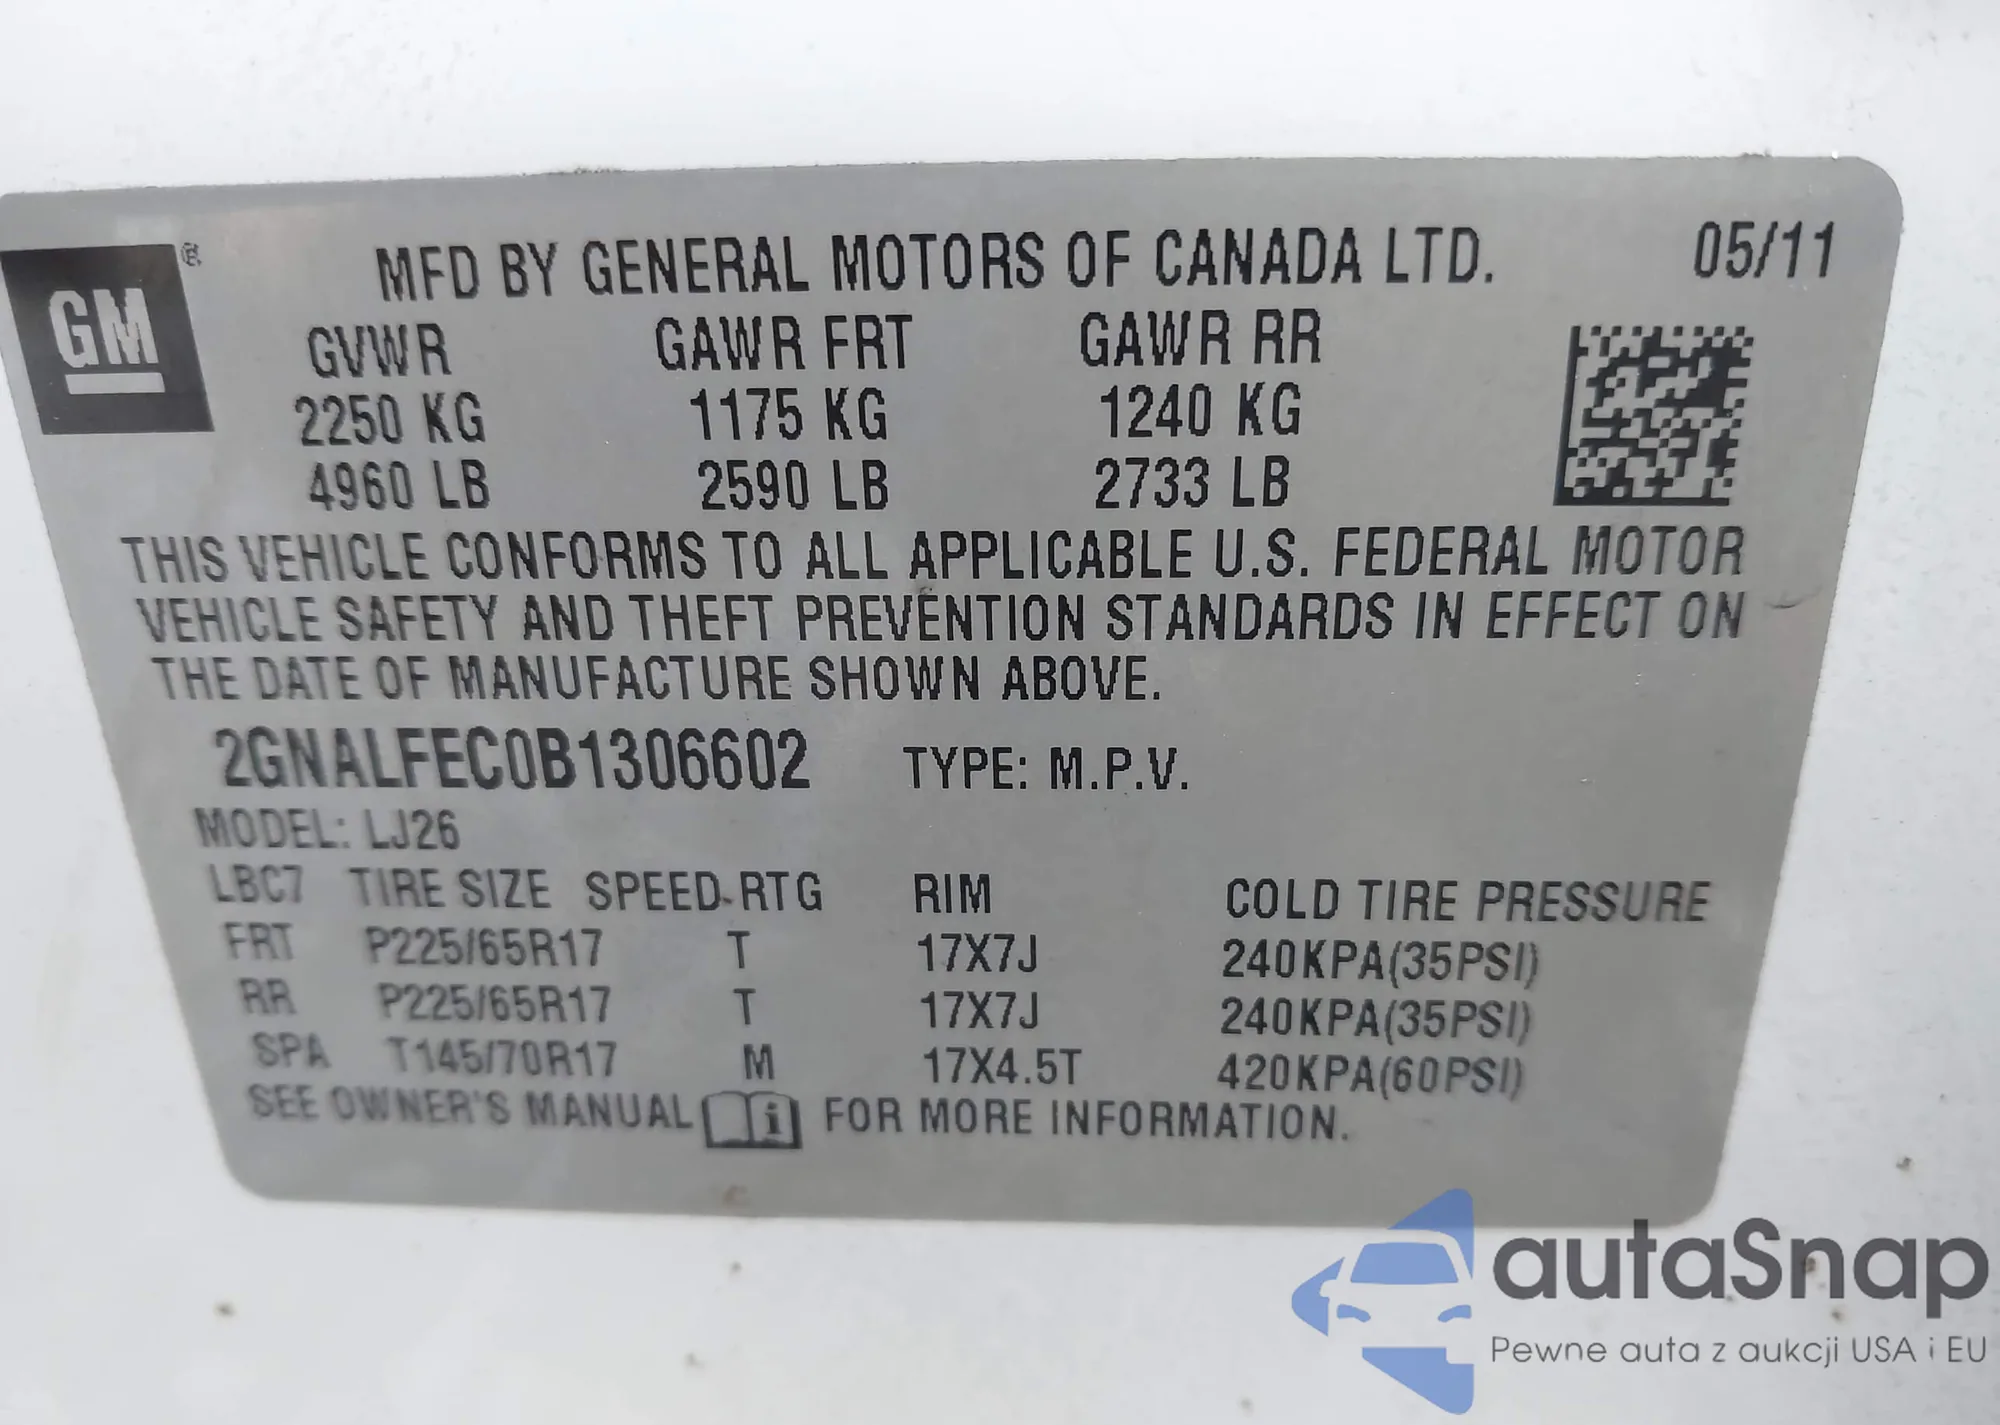 GM ®
MFD BY GENERAL MOTORS OF CANADA LTD. 05/11
GVWR GAWR FRT GAWR RR
2250 KG 1175 KG 1240 KG
4960 LB 2590 LB 2733 LB
THIS VEHICLE CONFORMS TO ALL APPLICABLE U.S. FEDERAL MOTOR
VEHICLE SAFETY AND THEFT PREVENTION STANDARDS IN EFFECT ON
THE DATE OF MANUFACTURE SHOWN ABOVE.
2GNALFEC0B1306602 TYPE: M.P.V.
MODEL: LJ26
LBC7 TIRE SIZE SPEED-RTG RIM COLD TIRE PRESSURE
FRT P225/65R17 T 17X7J 240KPA(35PSI)
RR P225/65R17 T 17X7J 240KPA(35PSI)
SPA T145/70R17 M 17X4.5T 420KPA(60PSI)
SEE OWNER'S MANUAL i FOR MORE INFORMATION.
autaSnap
Pewne auta z aukcji USA i EU